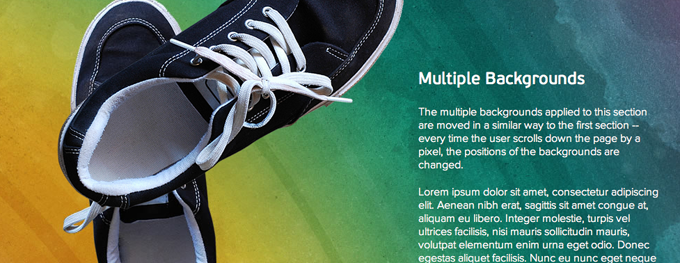 Multiple Backgrounds
The multiple backgrounds applied to this section
are moved in a similar way to the first section –
every time the user scrolls down the page by a
pixel, the positions of the backgrounds are
changed.
Lorem ipsum dolor sit amet, consectetur adipiscing
elit. Aenean nibh erat, sagittis sit amet congue at,
aliquam eu libero. Integer molestie, turpis vel
ultrices facilisis, nisi mauris sollicitudin mauris,
volutpat elementum enim urna eget odio. Donec
egestas aliquet facilisis. Nunc eu nunc eget neque